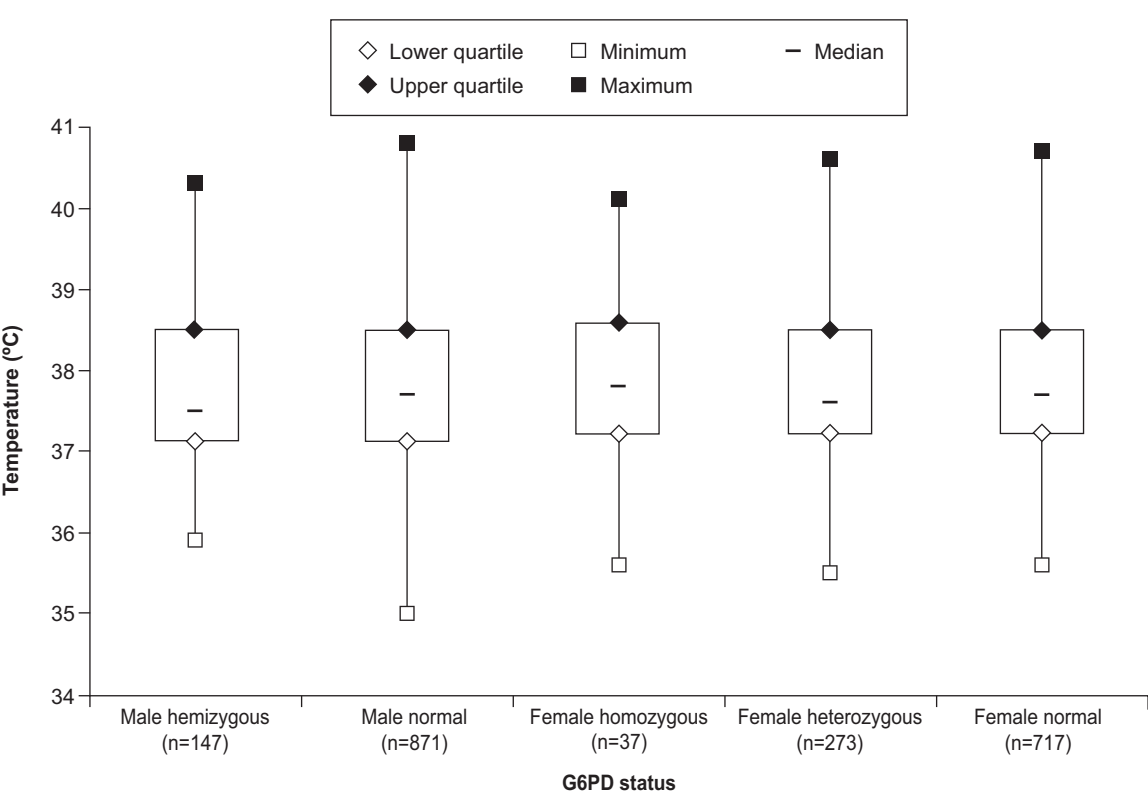 Lower quartile Minimum Median
Upper quartile Maximum
41
40
39
38
37
36
35
34
Temperature (ºC)
Male hemizygous Male normal Female homozygous Female heterozygous Female normal
(n=147) (n=871) (n=37) (n=273) (n=717)
G6PD status